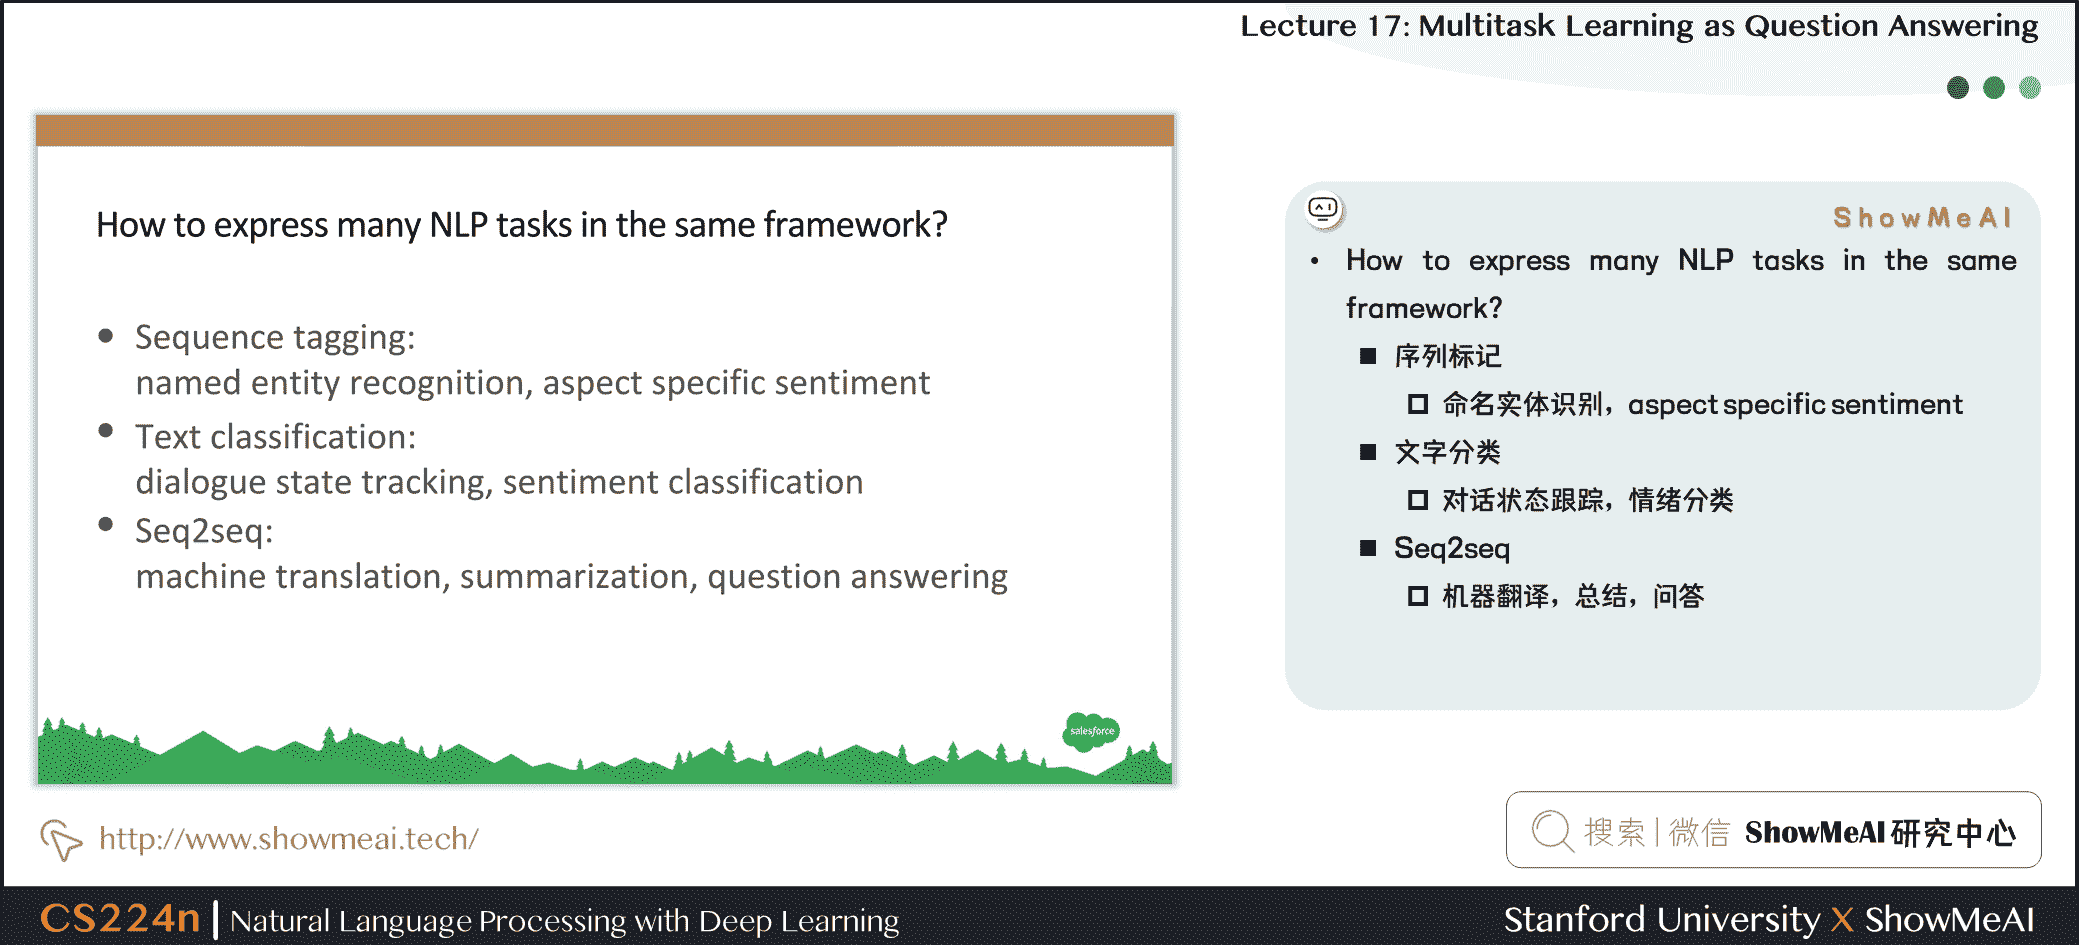 Lecture 17: Multitask Learning as Question Answering
How to express many NLP tasks in the same framework?
● Sequence tagging:
named entity recognition, aspect specific sentiment
● Text classification:
dialogue state tracking, sentiment classification
● Seq2seq:
machine translation, summarization, question answering
salesforce
ShowMeAI
• How to express many NLP tasks in the same
framework?
■ 序列标记
□ 命名实体识别，aspect specific sentiment
■ 文字分类
□ 对话状态跟踪，情绪分类
■ Seq2seq
□ 机器翻译，总结，问答
http://www.showmeai.tech/
搜索 | 微信 ShowMeAI 研究中心
CS224n | Natural Language Processing with Deep Learning
Stanford University X ShowMeAI